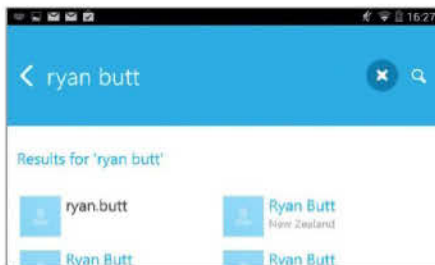 16:27
ryan butt
Results for 'ryan butt'
ryan.butt
Ryan Butt
New Zealand
Ryan Butt
Ryan Butt